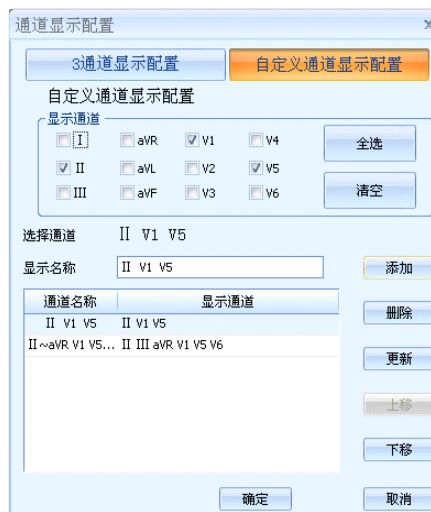 通道显示配置
3通道显示配置 自定义通道显示配置
自定义通道显示配置
显示通道
I aVR V1 V4 全选
II aVL V2 V5
III aVF V3 V6 清空
选择通道 II V1 V5
显示名称 II V1 V5 添加
通道名称 显示通道 删除
II V1 V5 II V1 V5
II~aVR V1 V5... II III aVR V1 V5 V6
更新
上移
下移
确定 取消